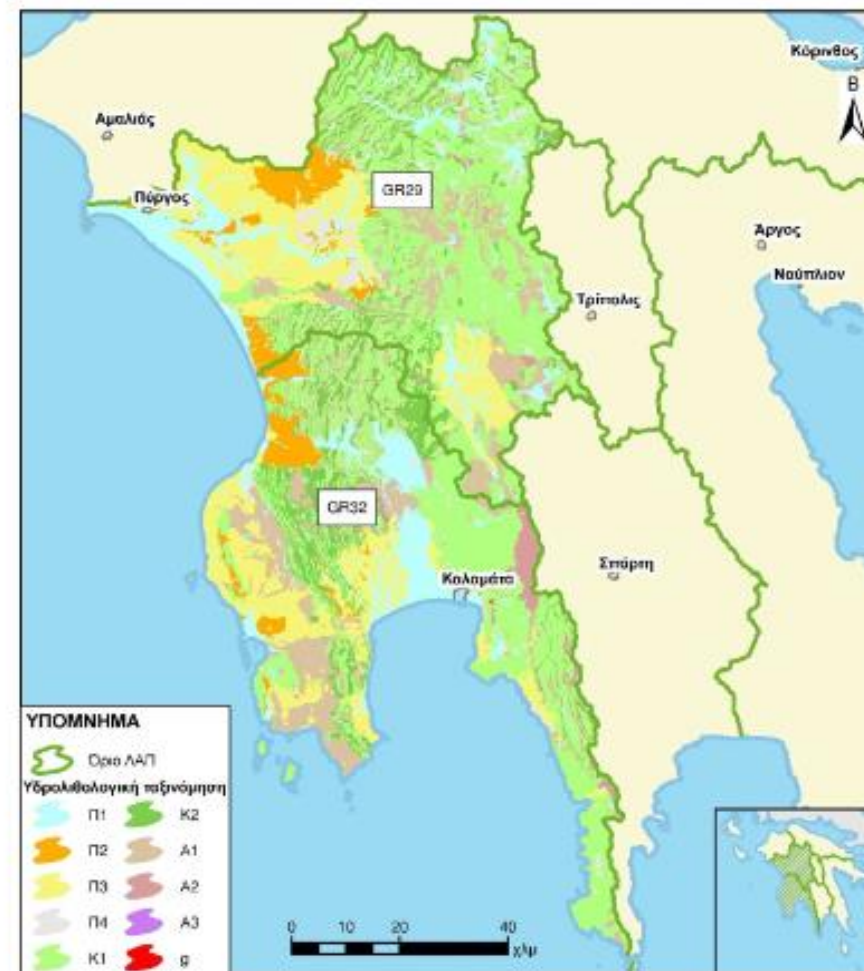 Κόρινθος
Β
Αμαλιάς
GR29
Πύργος
Άργος
Ναύπλιον
Τρίπολις
GR32
Σπάρτη
Καλαμάτα
ΥΠΟΜΝΗΜΑ
Όριο ΛΑΠ
Υδρολιθολογική ταξινόμηση
Π1 Κ2
Π2 Α1
Π3 Α2
Π4 Α3
Κ1 g
0 10 20 40
χλμ